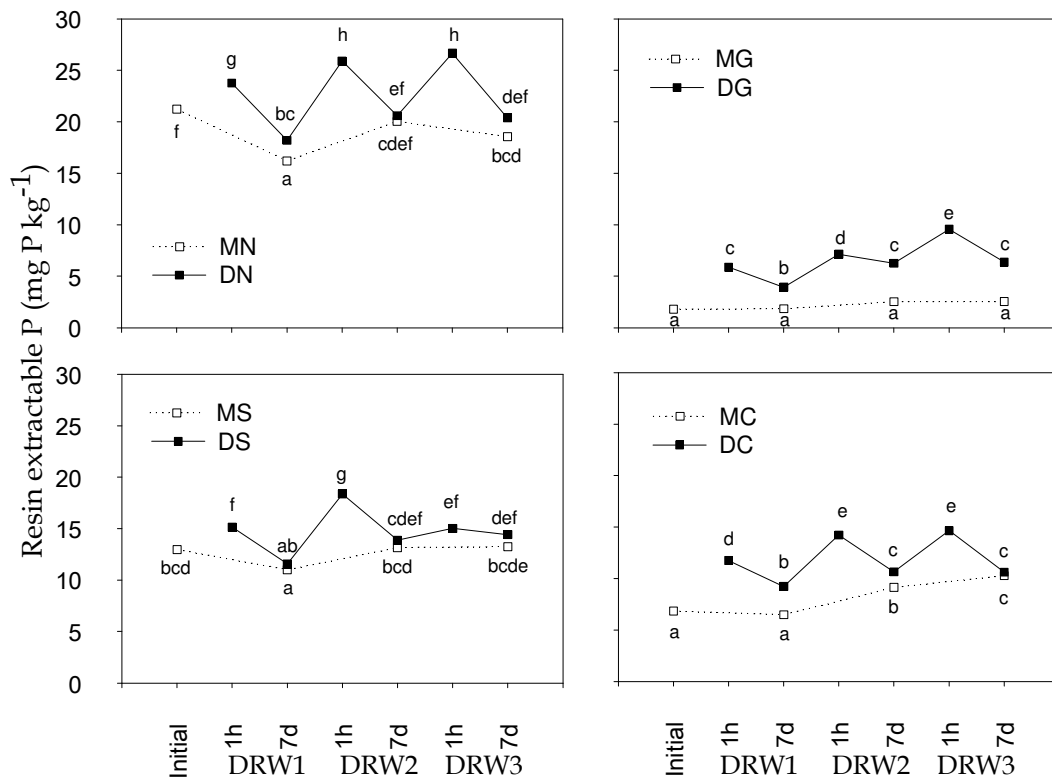 Resin extractable P (mg P kg⁻¹)
30
25
20
15
10
5
0
g h h
bc ef def
f a cdef bcd
MN
DN
MG
DG
c b d c e c
a a a a
30
25
20
15
10
5
0
MS
DS
f ab g cdef ef def
bcd a bcd bcde
MC
DC
d b e c e c
a a b c
Initial 1h 7d 1h 7d 1h 7d
DRW1 DRW2 DRW3
Initial 1h 7d 1h 7d 1h 7d
DRW1 DRW2 DRW3